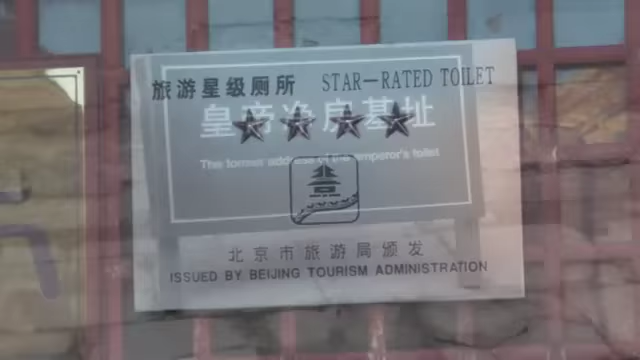 旅游星级厕所 STAR—RATED TOILET
皇帝净房基址
The former address of the emperor's toilet
北京市旅游局颁发
ISSUED BY BEIJING TOURISM ADMINISTRATION